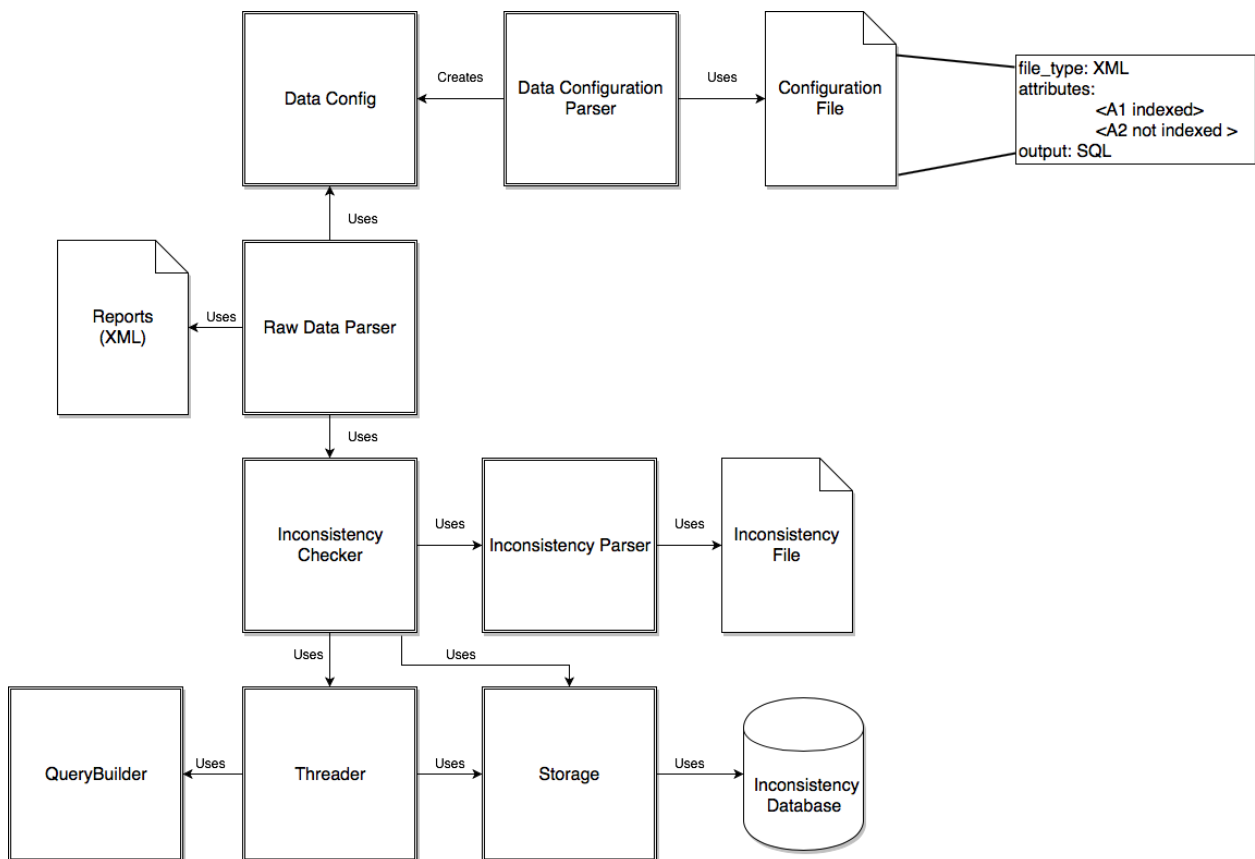 Data Config
Creates
Data Configuration
Parser
Uses
Configuration
File
file_type: XML
attributes:
<A1 indexed>
<A2 not indexed >
output: SQL
Uses
Reports
(XML)
Uses
Raw Data Parser
Uses
Inconsistency
Checker
Uses
Inconsistency Parser
Uses
Inconsistency
File
Uses
Uses
QueryBuilder
Uses
Threader
Uses
Storage
Uses
Inconsistency
Database